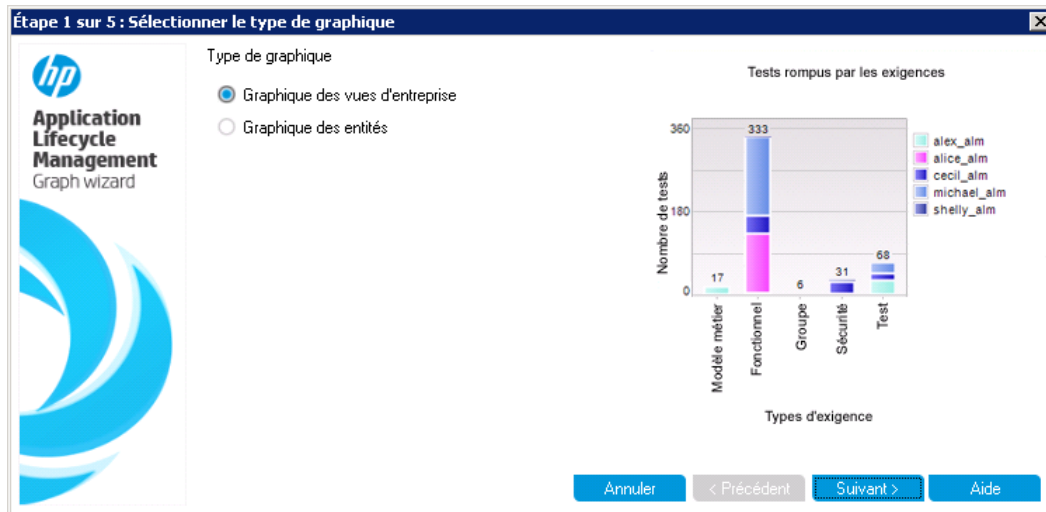 Étape 1 sur 5 : Sélectionner le type de graphique
hp
Application
Lifecycle
Management
Graph wizard
Type de graphique
Graphique des vues d'entreprise
Graphique des entités
Tests rompus par les exigences
Nombre de tests
360
180
0
17
333
6
31
68
Modèle métier
Fonctionnel
Groupe
Sécurité
Test
Types d'exigence
alex_alm
alice_alm
cecil_alm
michael_alm
shelly_alm
Annuler
< Précédent
Suivant >
Aide